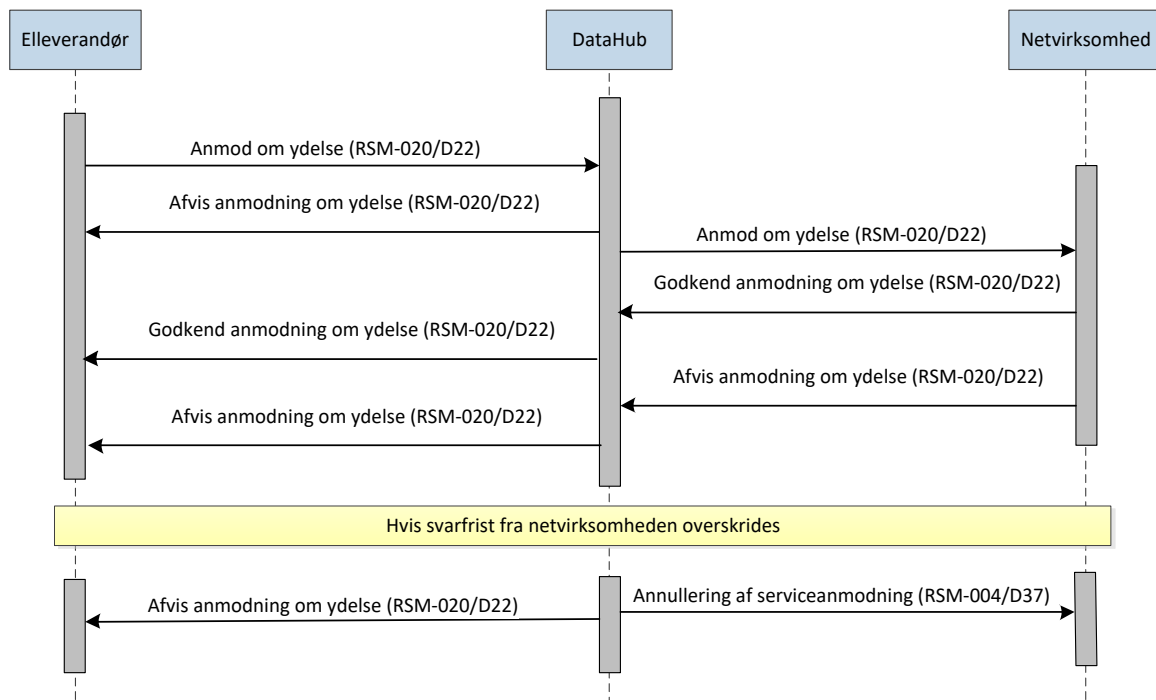 Elleverandør
DataHub
Netvirksomhed
Anmod om ydelse (RSM-020/D22)
Afvis anmodning om ydelse (RSM-020/D22)
Anmod om ydelse (RSM-020/D22)
Godkend anmodning om ydelse (RSM-020/D22)
Godkend anmodning om ydelse (RSM-020/D22)
Afvis anmodning om ydelse (RSM-020/D22)
Afvis anmodning om ydelse (RSM-020/D22)
Hvis svarfrist fra netvirksomheden overskrides
Afvis anmodning om ydelse (RSM-020/D22)
Annullering af serviceanmodning (RSM-004/D37)